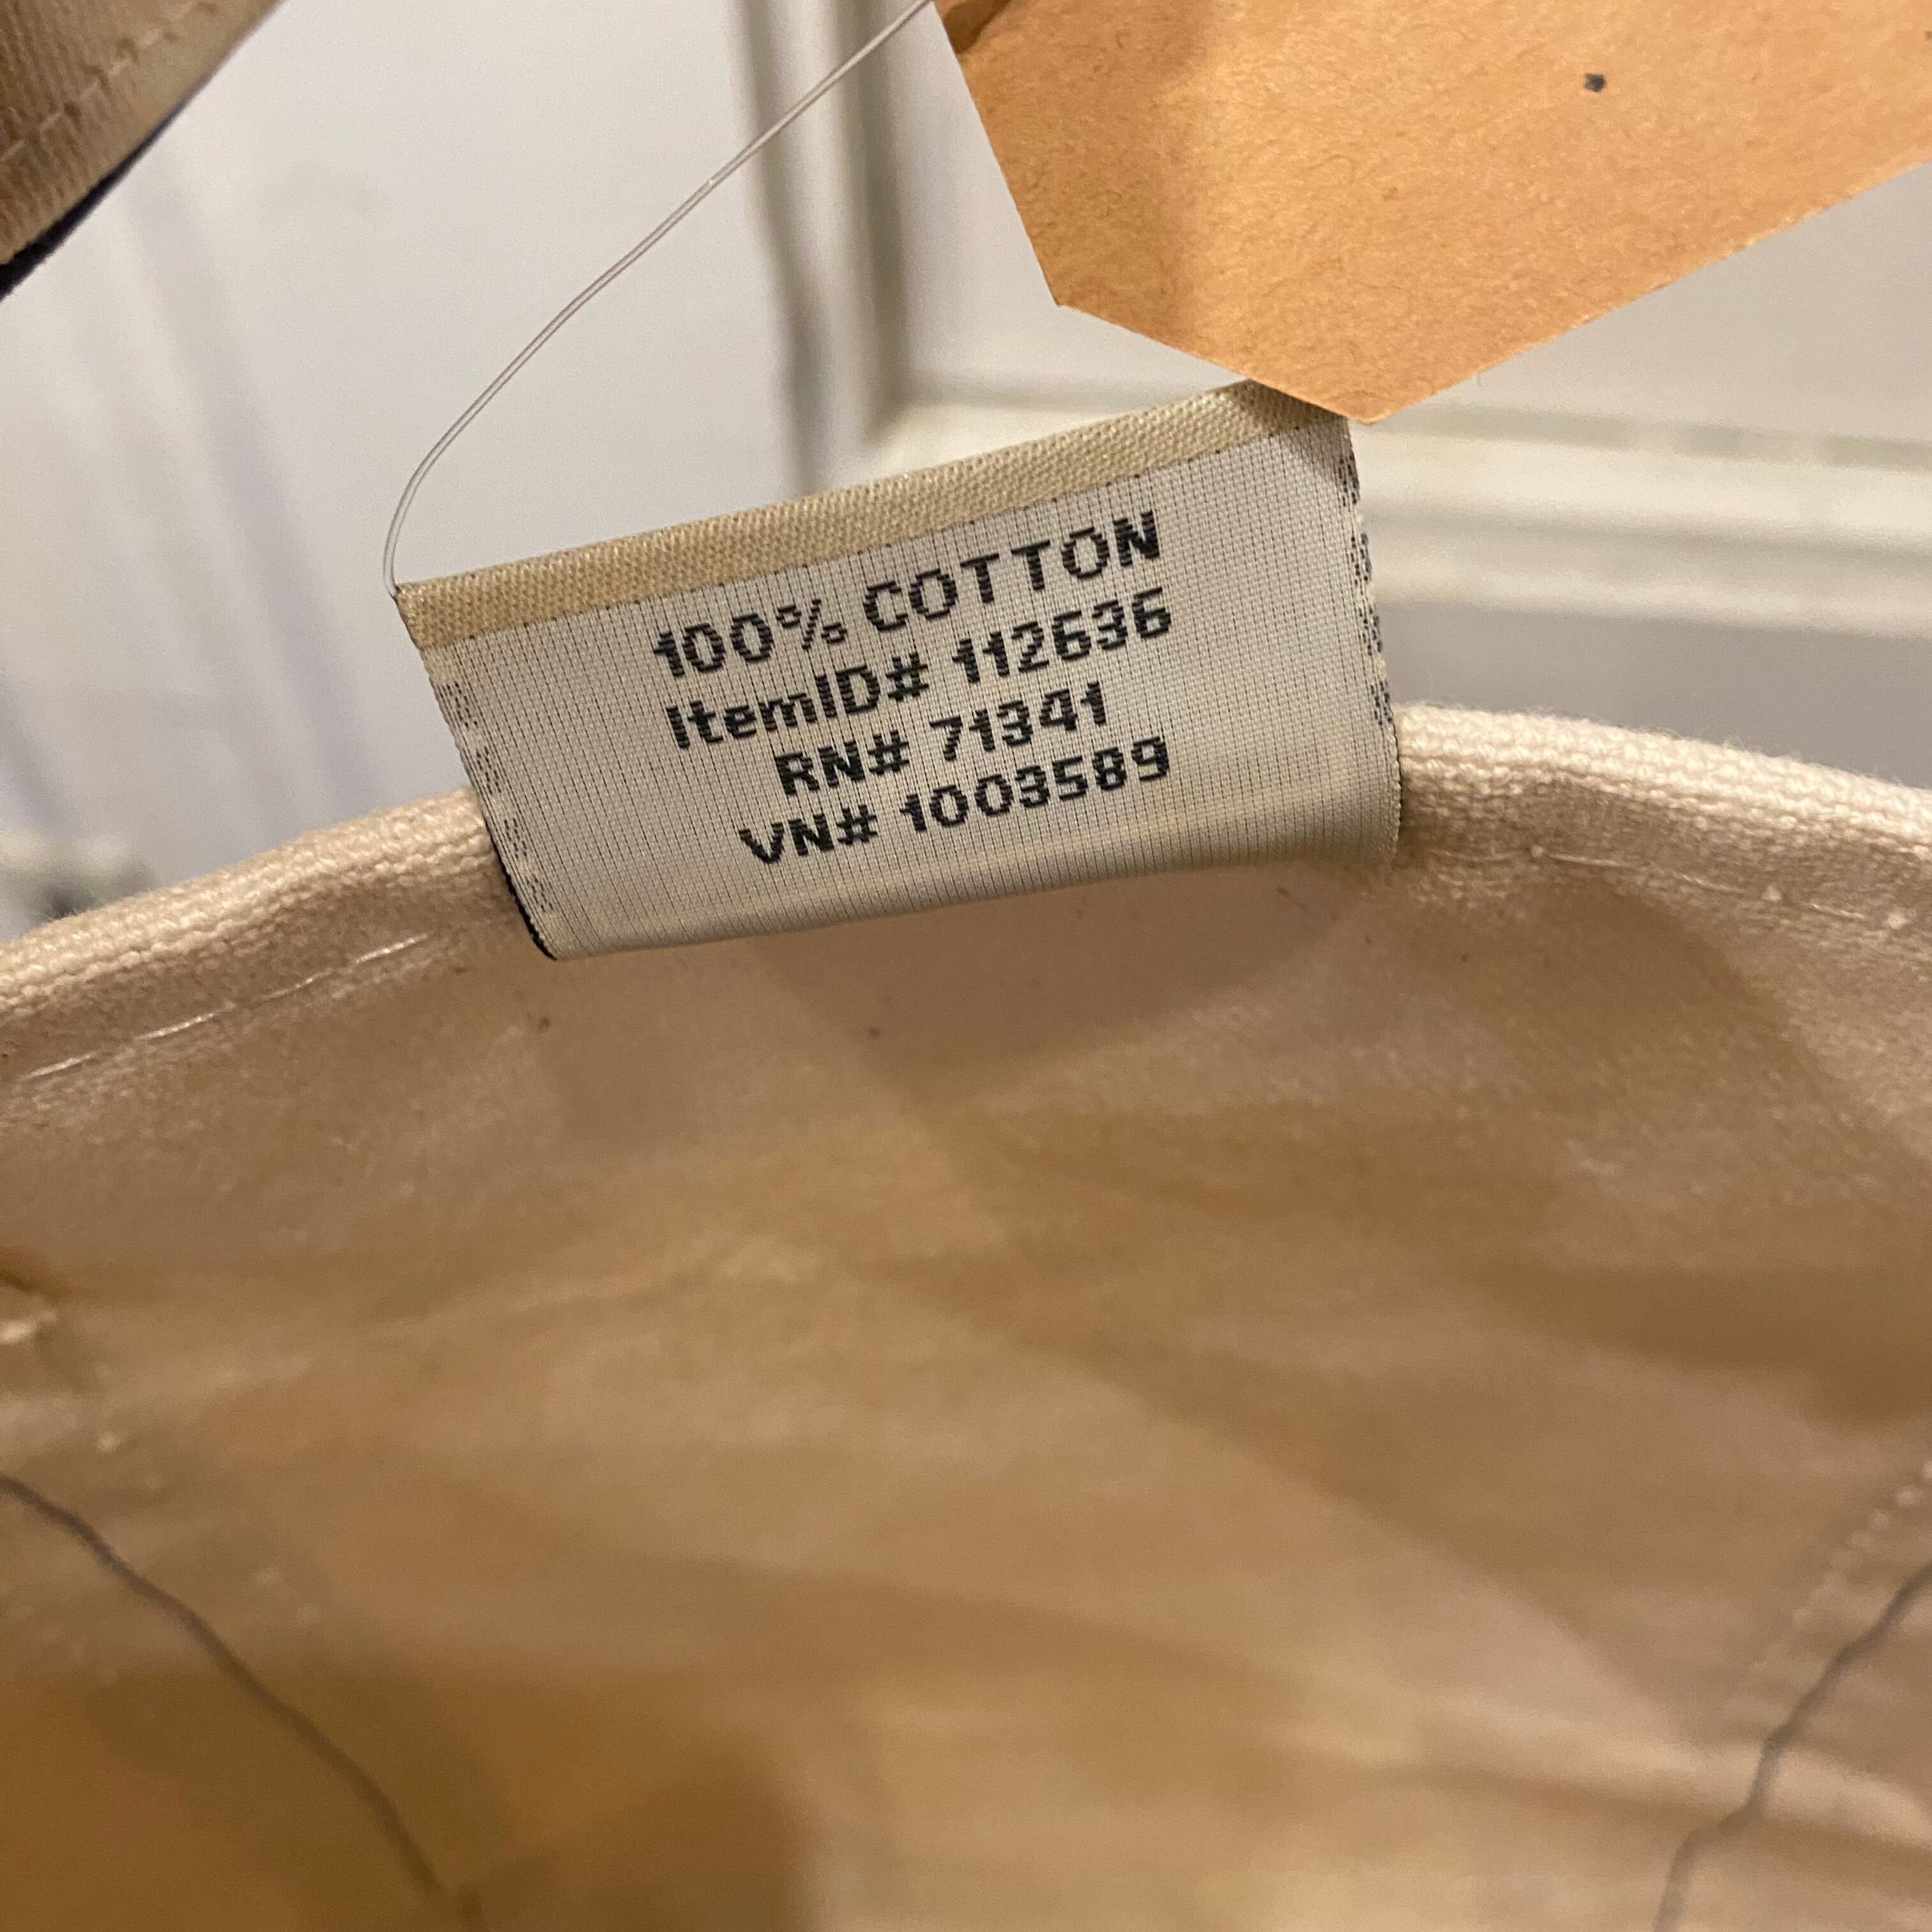 100% COTTON
ItemID# 112636
RN# 71341
VN# 1003589